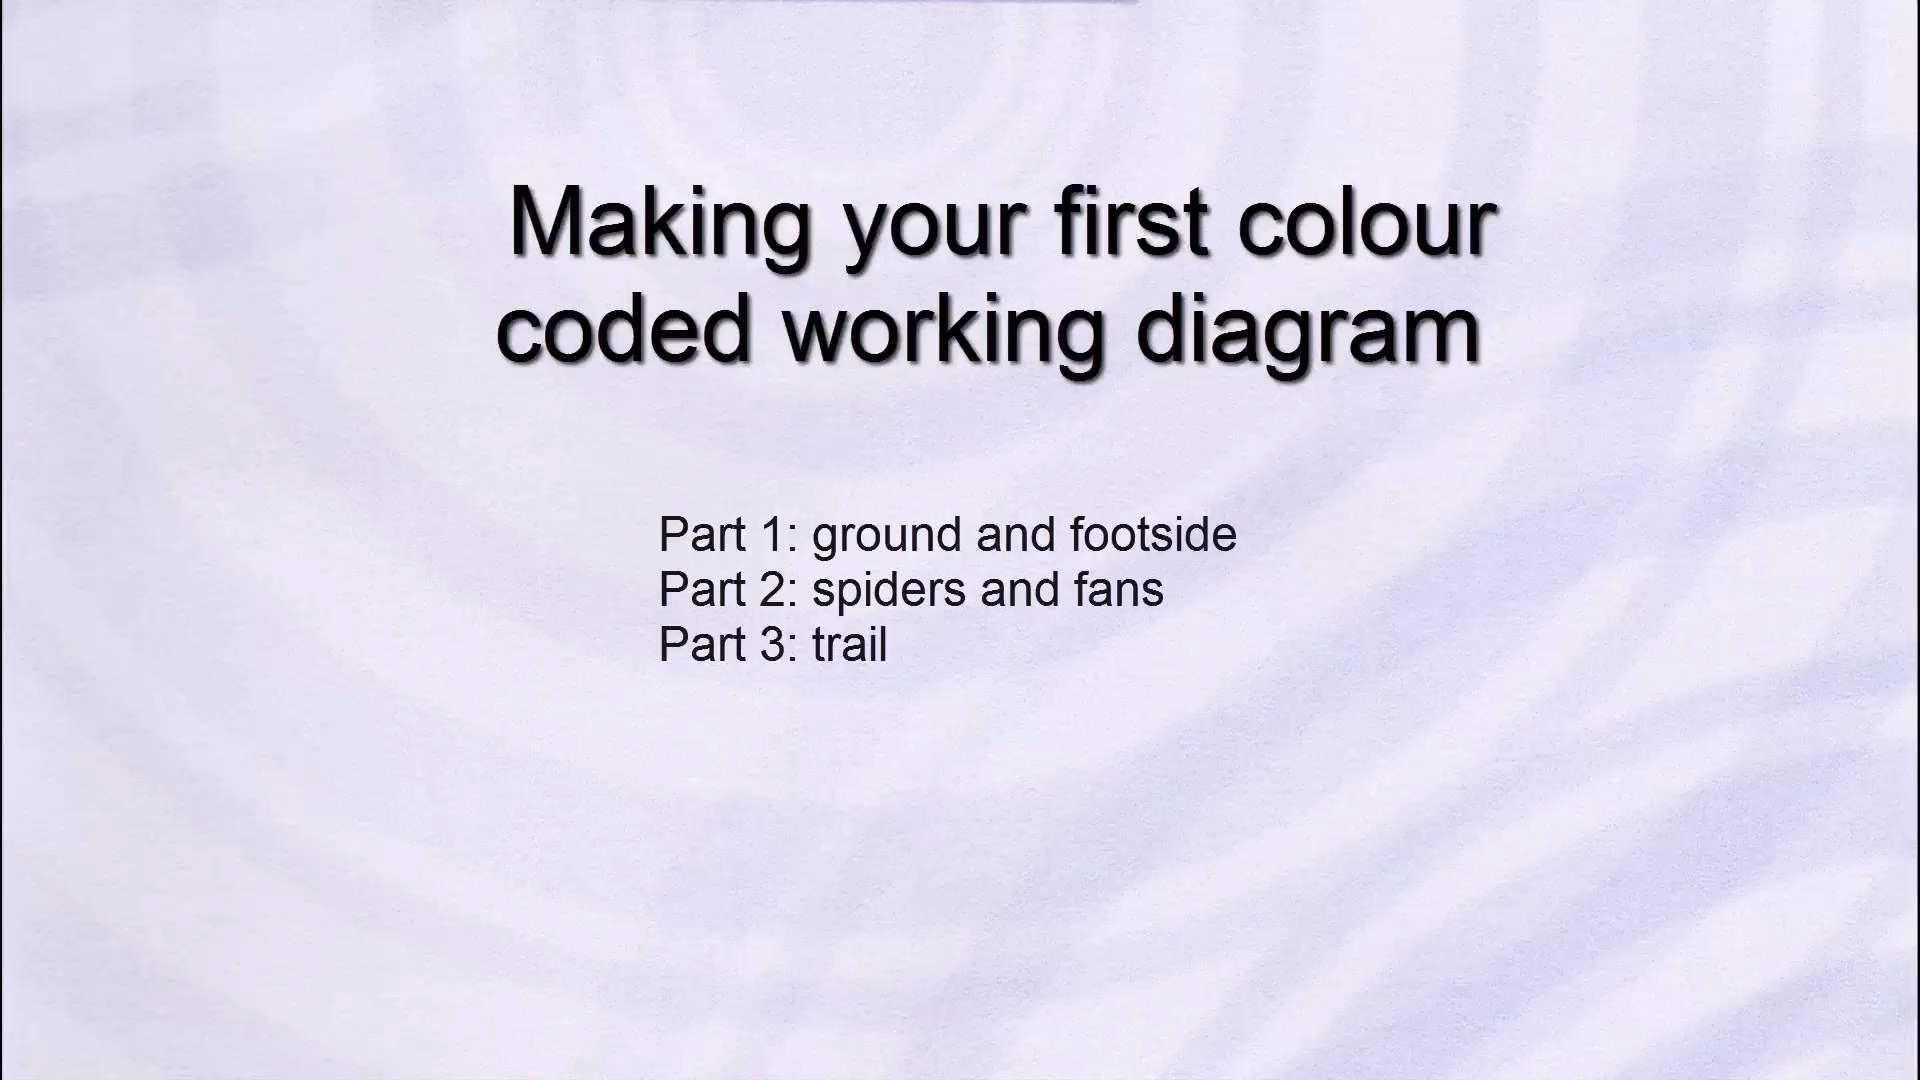 Making your first colour
coded working diagram
Part 1: ground and footside
Part 2: spiders and fans
Part 3: trail